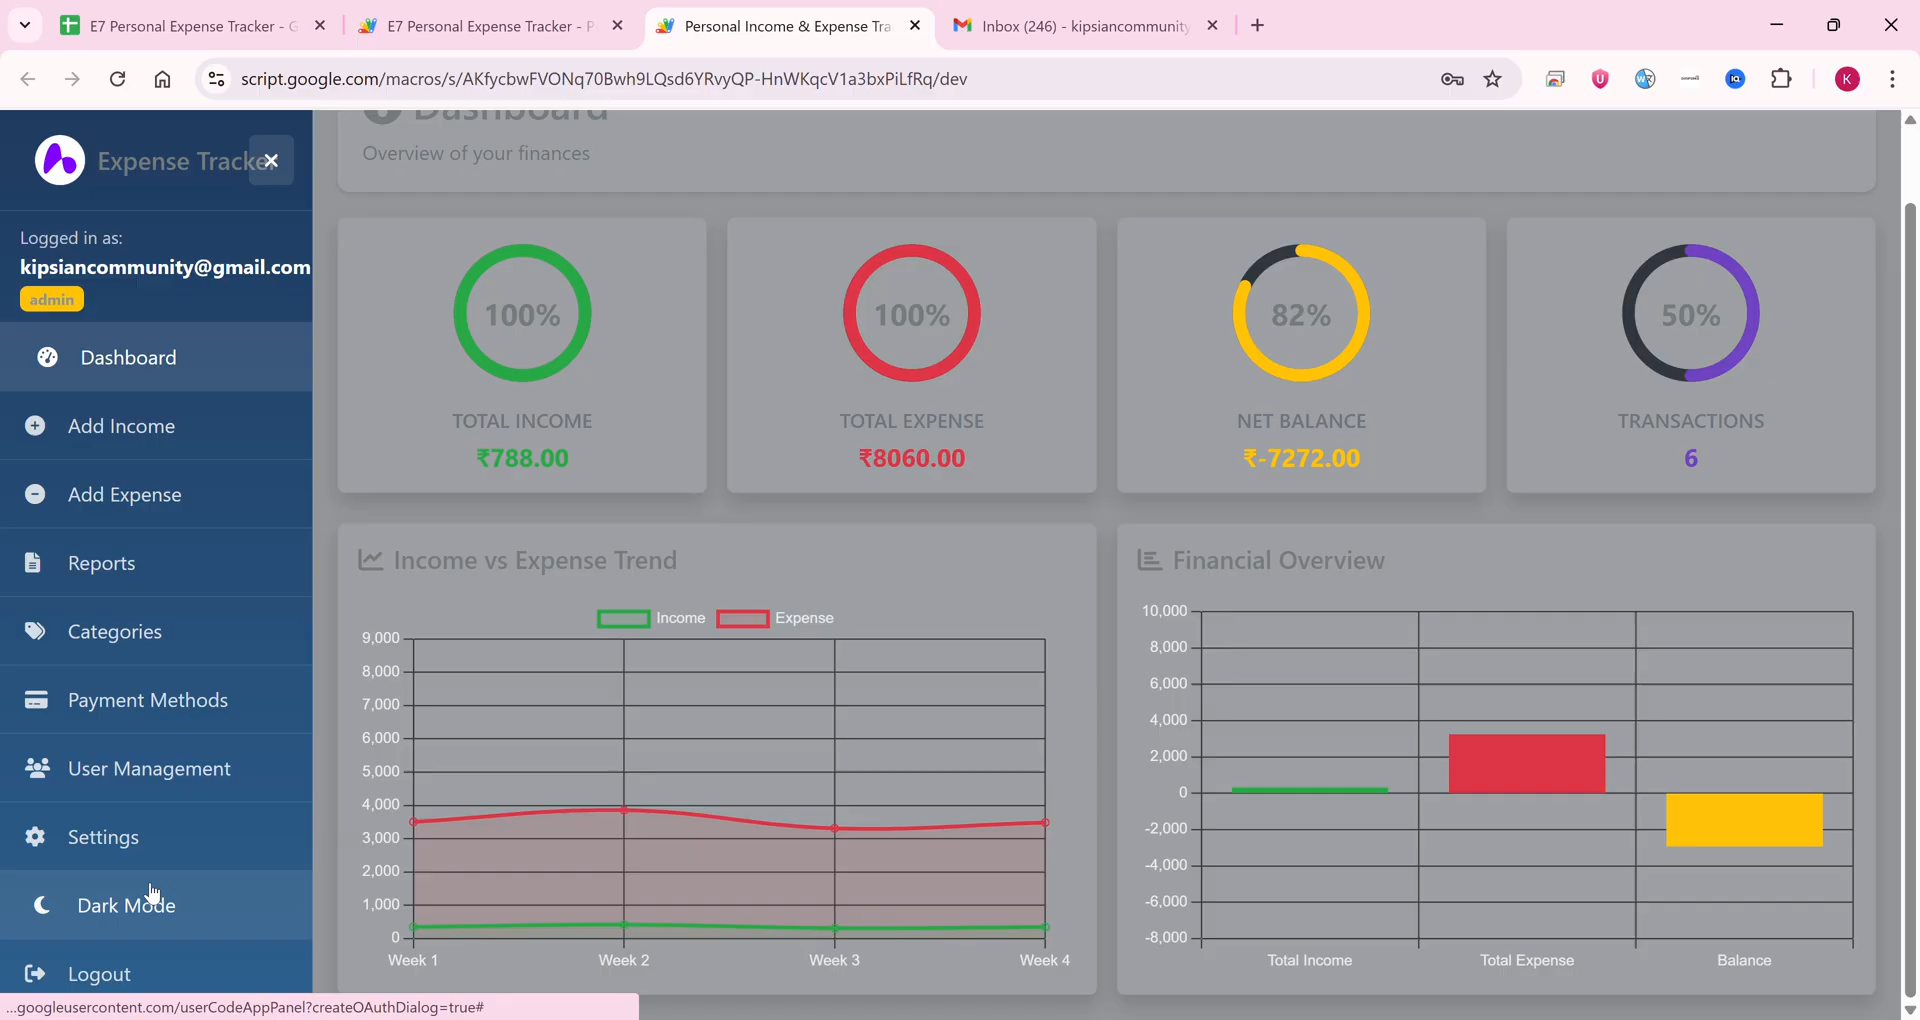 E7 Personal Expense Tracker - G
E7 Personal Expense Tracker - P
Personal Income & Expense Tra
Inbox (246) - kipsiancommunity
script.google.com/macros/s/AKfycbwFVONq70Bwh9LQsd6YRvyQP-HnWKqcV1a3bxPiLfRq/dev
K
Expense Tracker
Logged in as:
kipsiancommunity@gmail.com
admin
Dashboard
Add Income
Add Expense
Reports
Categories
Payment Methods
User Management
Settings
Dark Mode
Logout
...googleusercontent.com/userCodeAppPanel?createOAuthDialog=true#
Dashboard
Overview of your finances
100%
TOTAL INCOME
₹788.00
100%
TOTAL EXPENSE
₹8060.00
82%
NET BALANCE
₹-7272.00
50%
TRANSACTIONS
6
Income vs Expense Trend
Income
Expense
9,000
8,000
7,000
6,000
5,000
4,000
3,000
2,000
1,000
0
Week 1
Week 2
Week 3
Week 4
Financial Overview
10,000
8,000
6,000
4,000
2,000
0
-2,000
-4,000
-6,000
-8,000
Total Income
Total Expense
Balance